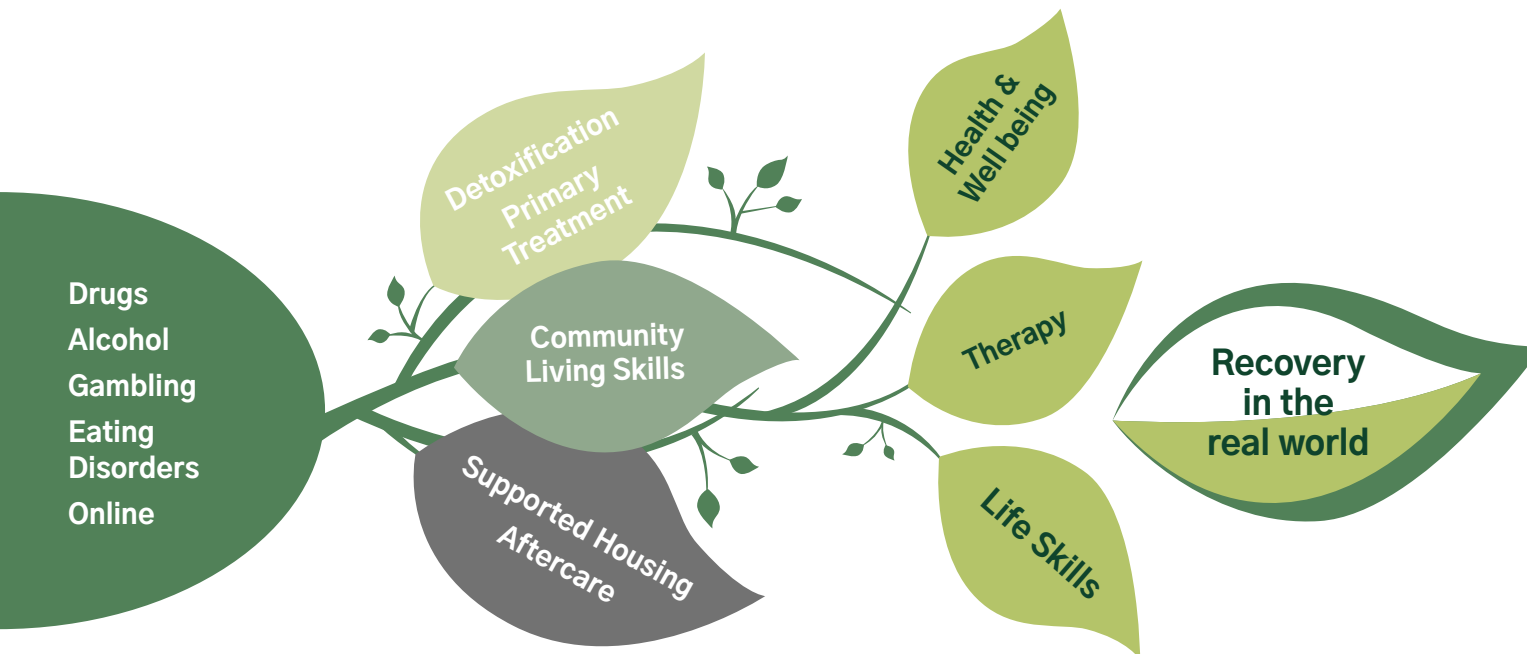 Drugs
Alcohol
Gambling
Eating
Disorders
Online
Detoxification
Primary
Treatment
Community
Living Skills
Supported Housing
Aftercare
Health &
Well being
Therapy
Life Skills
Recovery
in the
real world